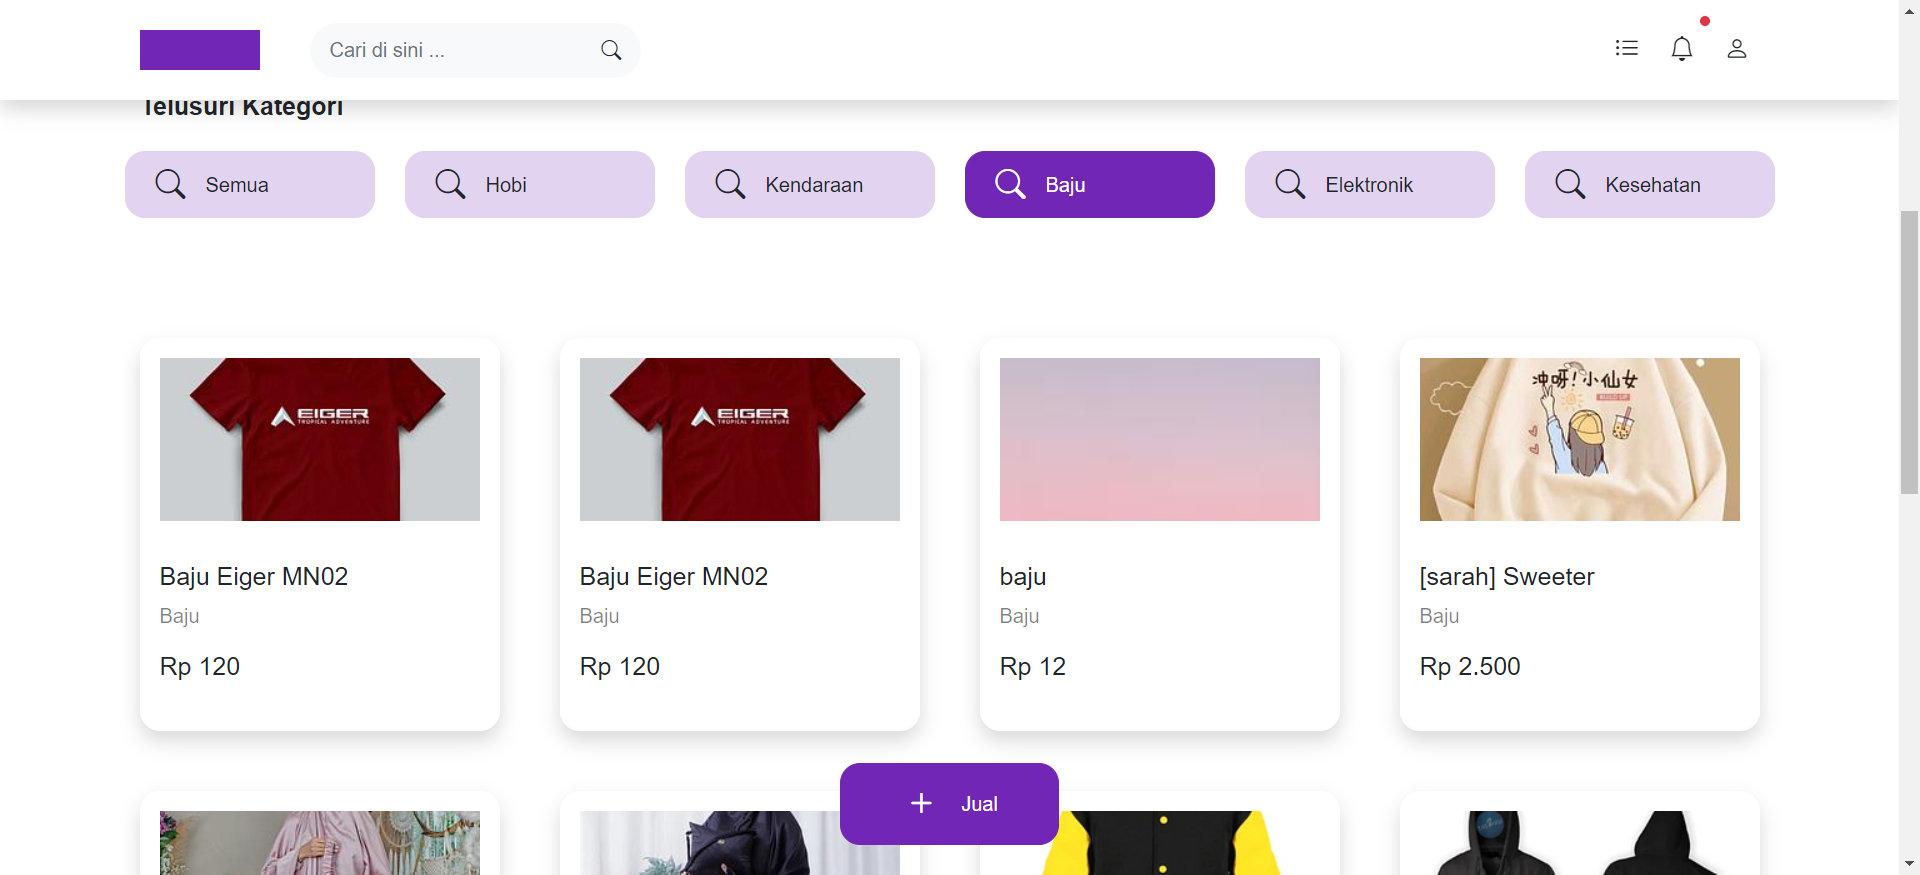 Cari di sini ...
Telusuri Kategori
Semua
Hobi
Kendaraan
Baju
Elektronik
Kesehatan
EIGER
TROPICAL ADVENTURE
EIGER
TROPICAL ADVENTURE
冲呀!小仙女
BUILD UP
Baju Eiger MN02
Baju
Rp 120
Baju Eiger MN02
Baju
Rp 120
baju
Baju
Rp 12
[sarah] Sweeter
Baju
Rp 2.500
+ Jual